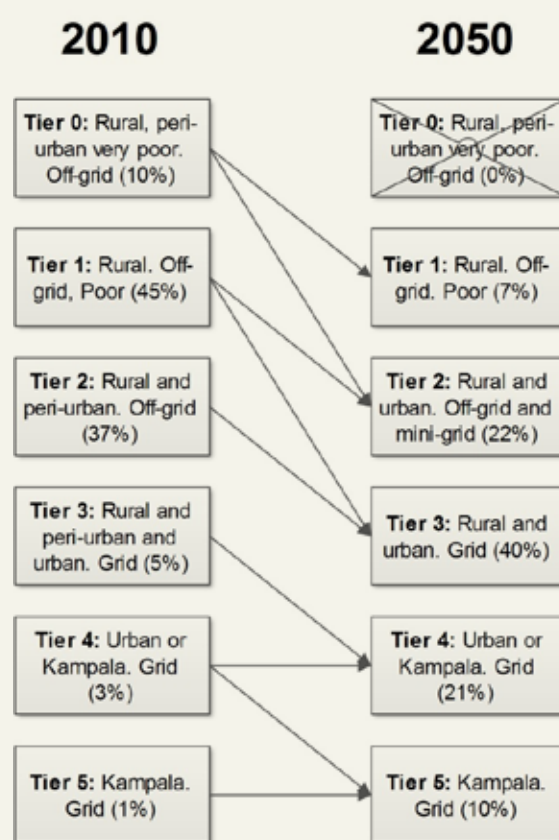 2010
2050
Tier 0: Rural, peri-
urban very poor.
Off-grid (10%)
Tier 0: Rural, peri-
urban very poor.
Off-grid (0%)
Tier 1: Rural. Off-
grid, Poor (45%)
Tier 1: Rural. Off-
grid. Poor (7%)
Tier 2: Rural and
peri-urban. Off-grid
(37%)
Tier 2: Rural and
urban. Off-grid and
mini-grid (22%)
Tier 3: Rural and
peri-urban and
urban. Grid (5%)
Tier 3: Rural and
urban. Grid (40%)
Tier 4: Urban or
Kampala. Grid
(3%)
Tier 4: Urban or
Kampala. Grid
(21%)
Tier 5: Kampala.
Grid (1%)
Tier 5: Kampala.
Grid (10%)